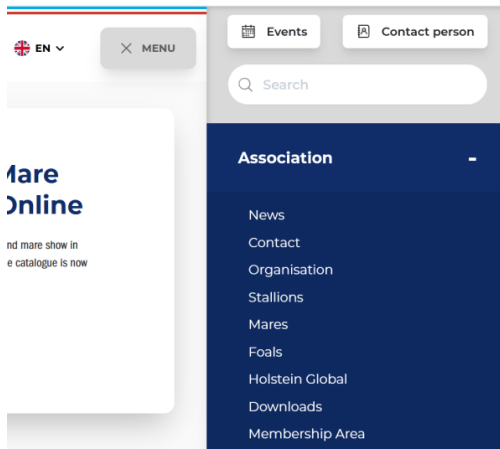 EN
MENU
Events
Contact person
Search
Mare
Online
nd mare show in
e catalogue is now
Association
-
News
Contact
Organisation
Stallions
Mares
Foals
Holstein Global
Downloads
Membership Area